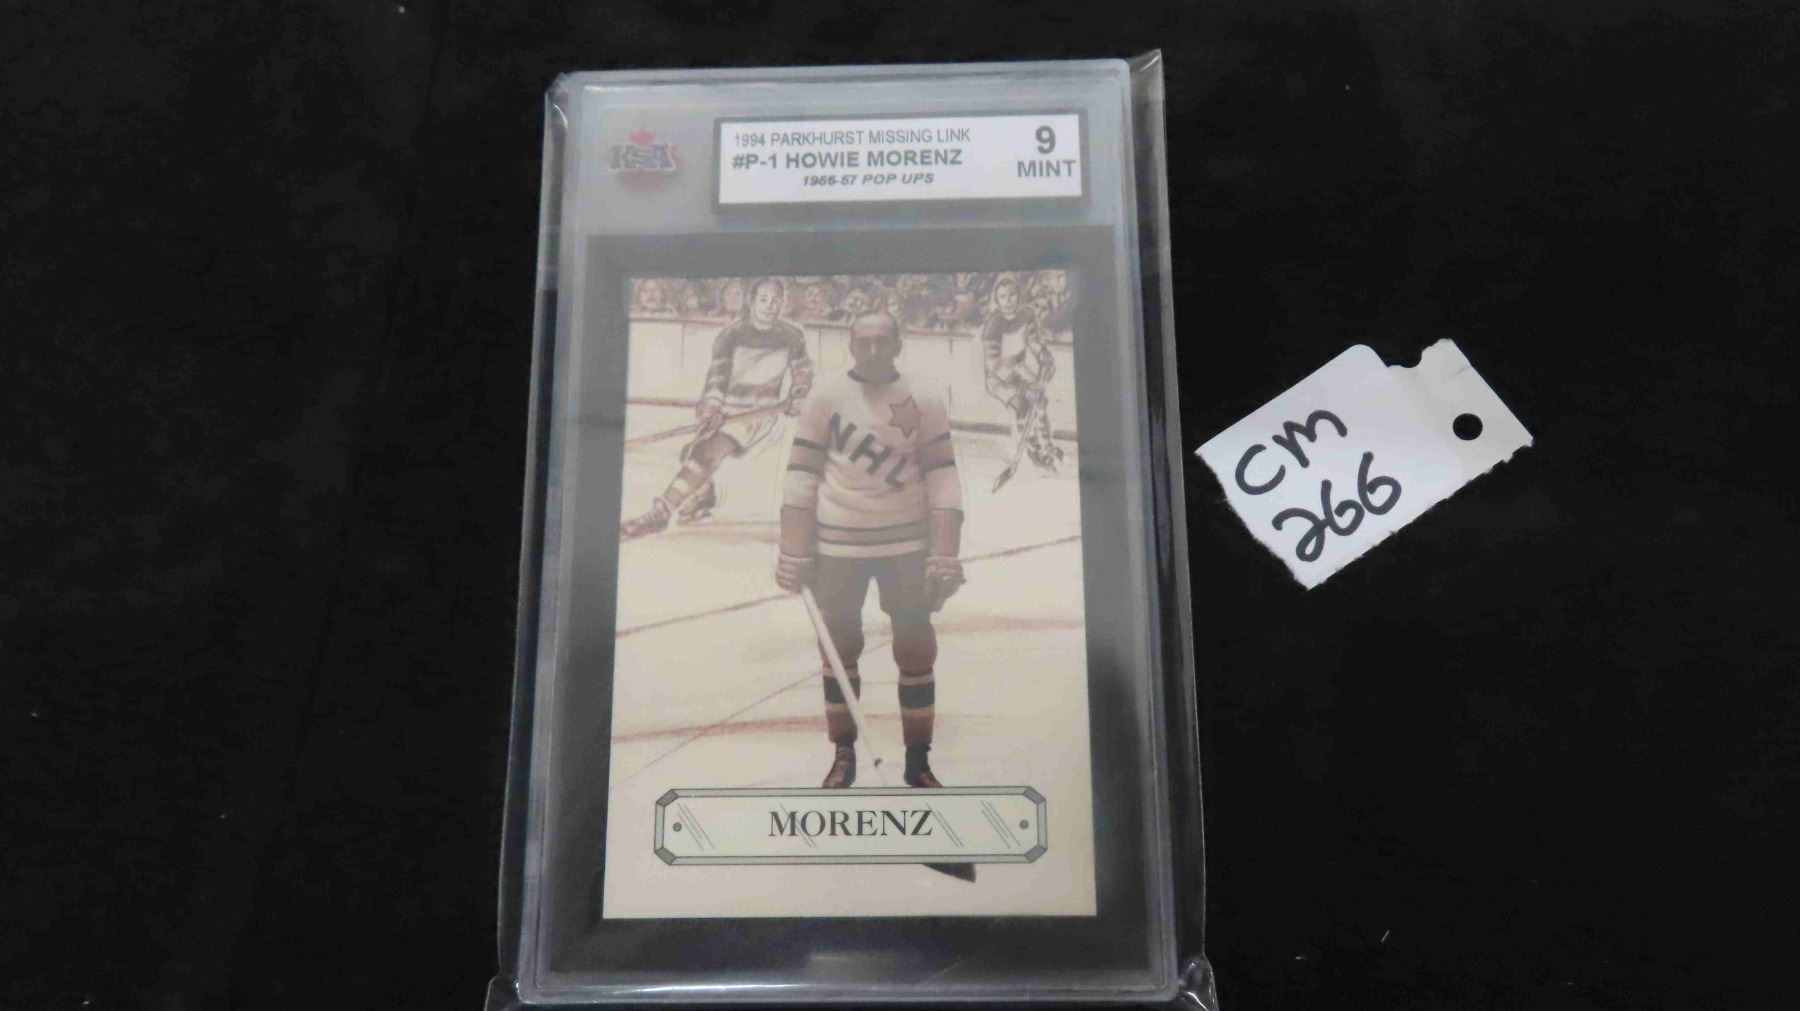 KSA
1994 PARKHURST MISSING LINK
#P-1 HOWIE MORENZ
1956-57 POP UPS
9
MINT
NHL
MORENZ
CM
266